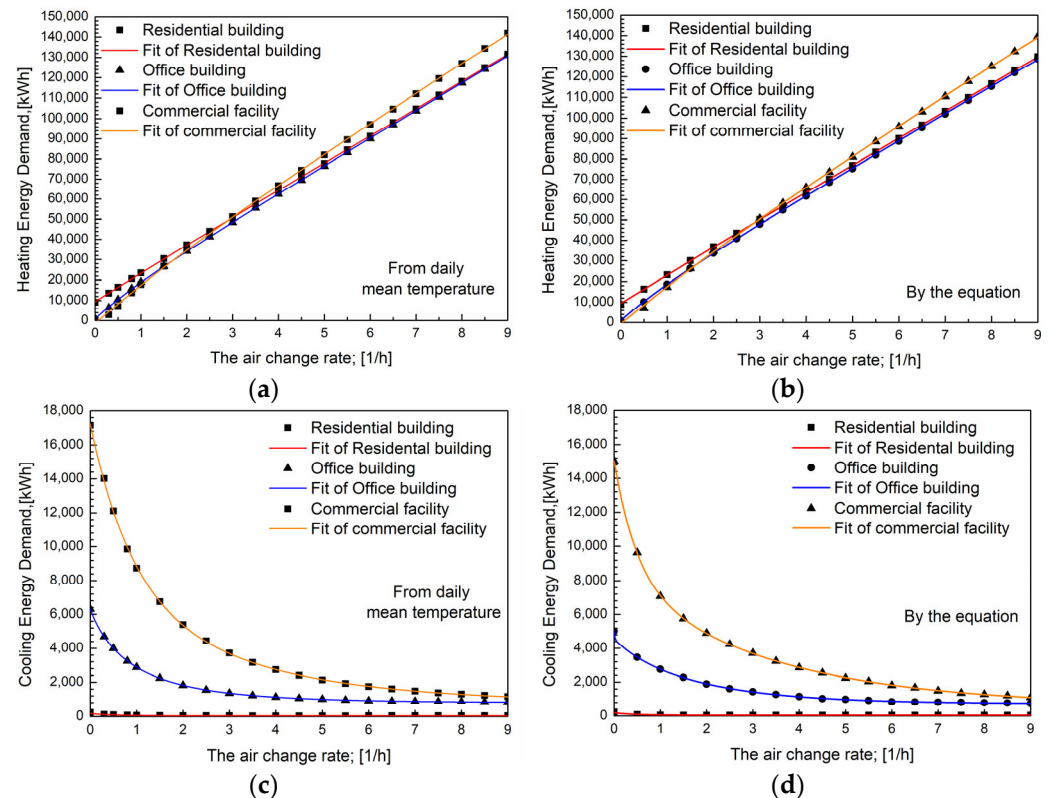 150,000
140,000
130,000
120,000
110,000
100,000
90,000
80,000
70,000
60,000
50,000
40,000
30,000
20,000
10,000
0
Heating Energy Demand,[kWh]
Residential building
Fit of Residental building
Office building
Fit of Office building
Commercial facility
Fit of commercial facility
From daily
mean temperature
0 1 2 3 4 5 6 7 8 9
The air change rate; [1/h]
(a)
150,000
140,000
130,000
120,000
110,000
100,000
90,000
80,000
70,000
60,000
50,000
40,000
30,000
20,000
10,000
0
Heating Energy Demand,[kWh]
Residential building
Fit of Residental building
Office building
Fit of Office building
Commercial facility
Fit of commercial facility
By the equation
0 1 2 3 4 5 6 7 8 9
The air change rate; [1/h]
(b)
18,000
16,000
14,000
12,000
10,000
8,000
6,000
4,000
2,000
0
Cooling Energy Demand,[kWh]
Residential building
Fit of Residental building
Office building
Fit of Office building
Commercial facility
Fit of commercial facility
From daily
mean temperature
0 1 2 3 4 5 6 7 8 9
The air change rate; [1/h]
(c)
18,000
16,000
14,000
12,000
10,000
8,000
6,000
4,000
2,000
0
Cooling Energy Demand,[kWh]
Residential building
Fit of Residental building
Office building
Fit of Office building
Commercial facility
Fit of commercial facility
By the equation
0 1 2 3 4 5 6 7 8 9
The air change rate; [1/h]
(d)